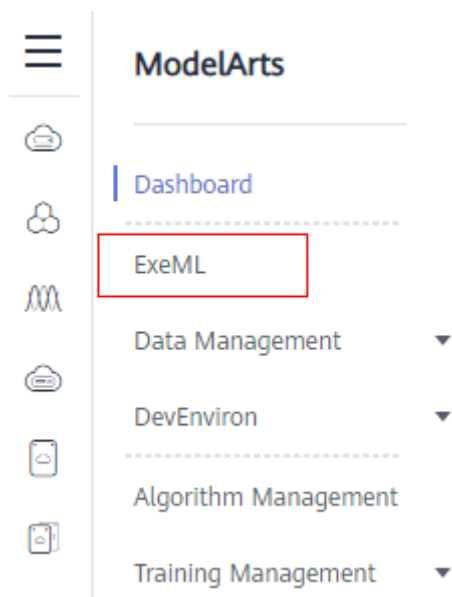 ModelArts
Dashboard
ExeML
Data Management
DevEnviron
Algorithm Management
Training Management